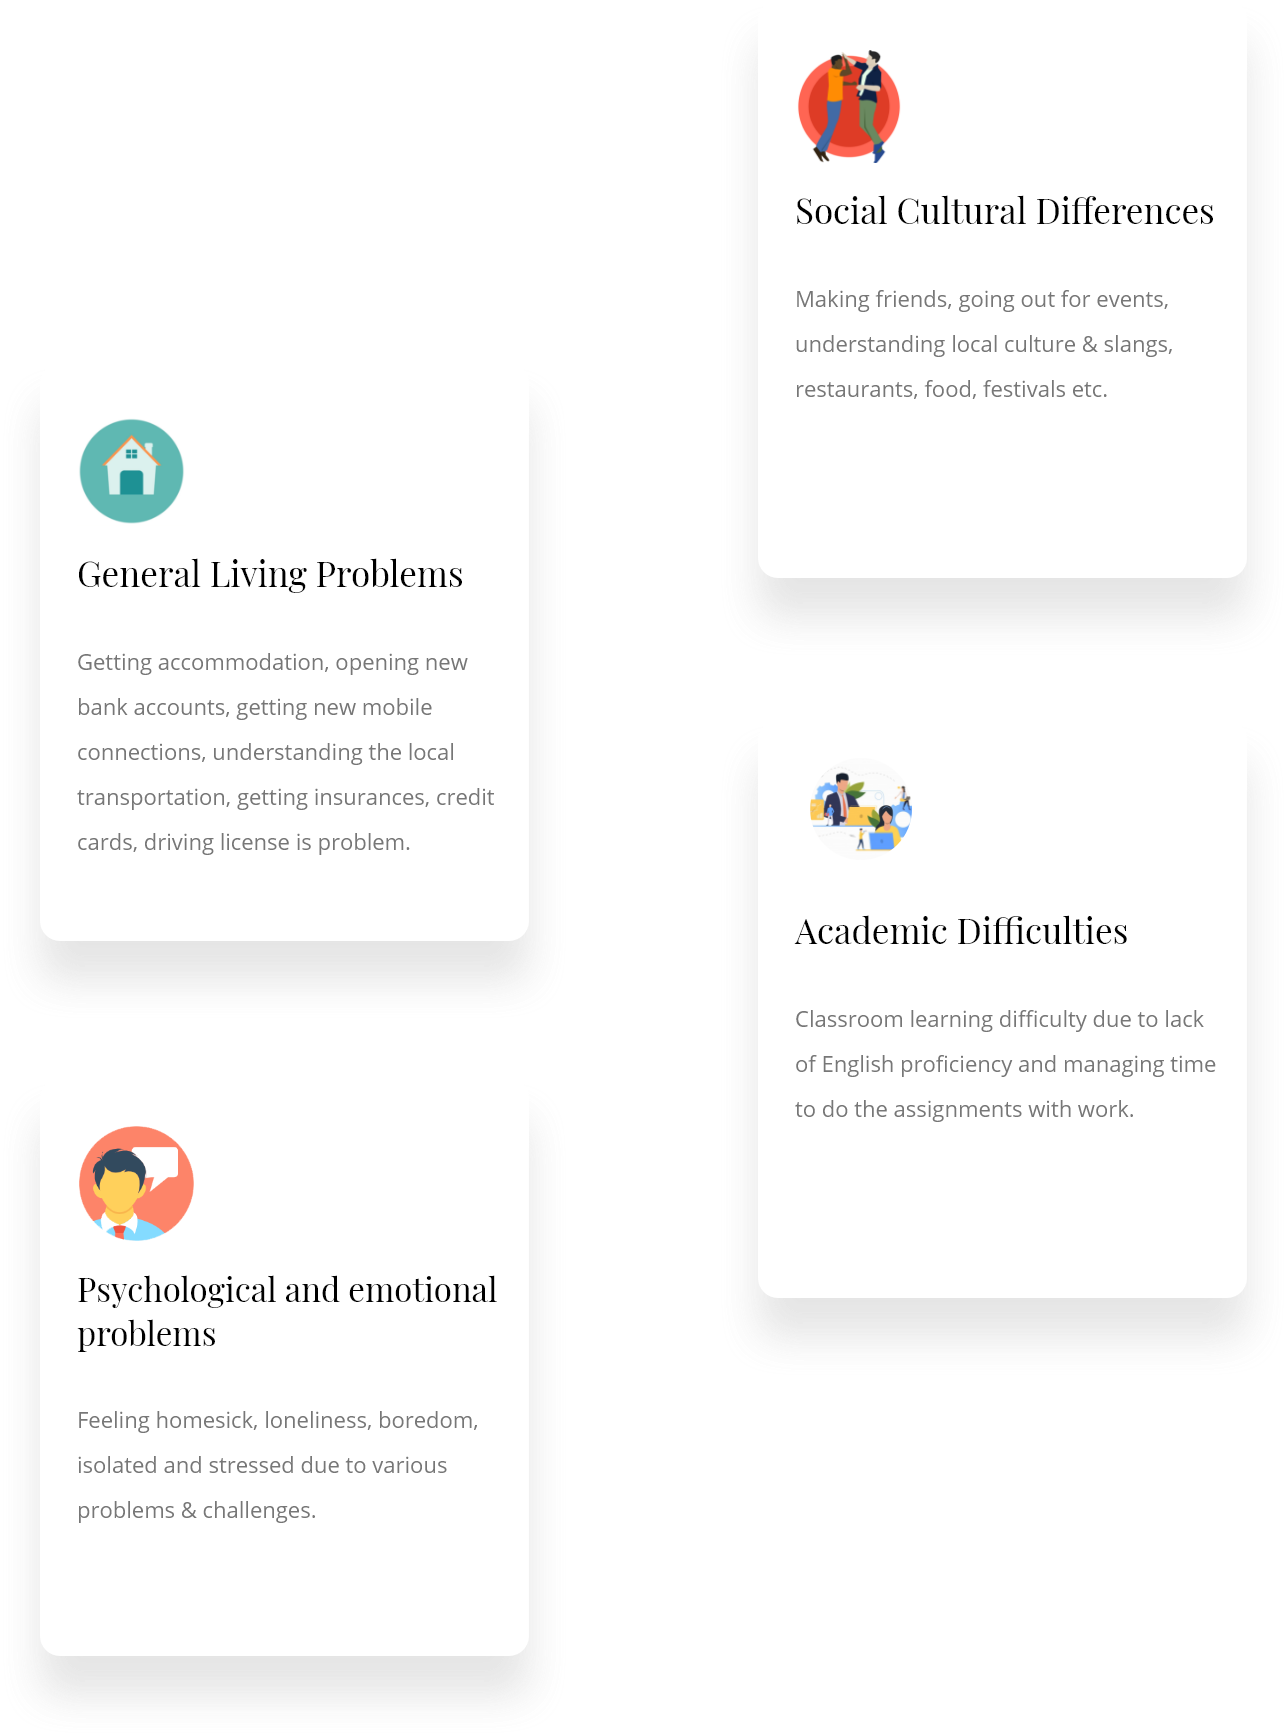 Social Cultural Differences
Making friends, going out for events,
understanding local culture & slangs,
restaurants, food, festivals etc.
General Living Problems
Getting accommodation, opening new
bank accounts, getting new mobile
connections, understanding the local
transportation, getting insurances, credit
cards, driving license is problem.
Academic Difficulties
Classroom learning difficulty due to lack
of English proficiency and managing time
to do the assignments with work.
Psychological and emotional
problems
Feeling homesick, loneliness, boredom,
isolated and stressed due to various
problems & challenges.